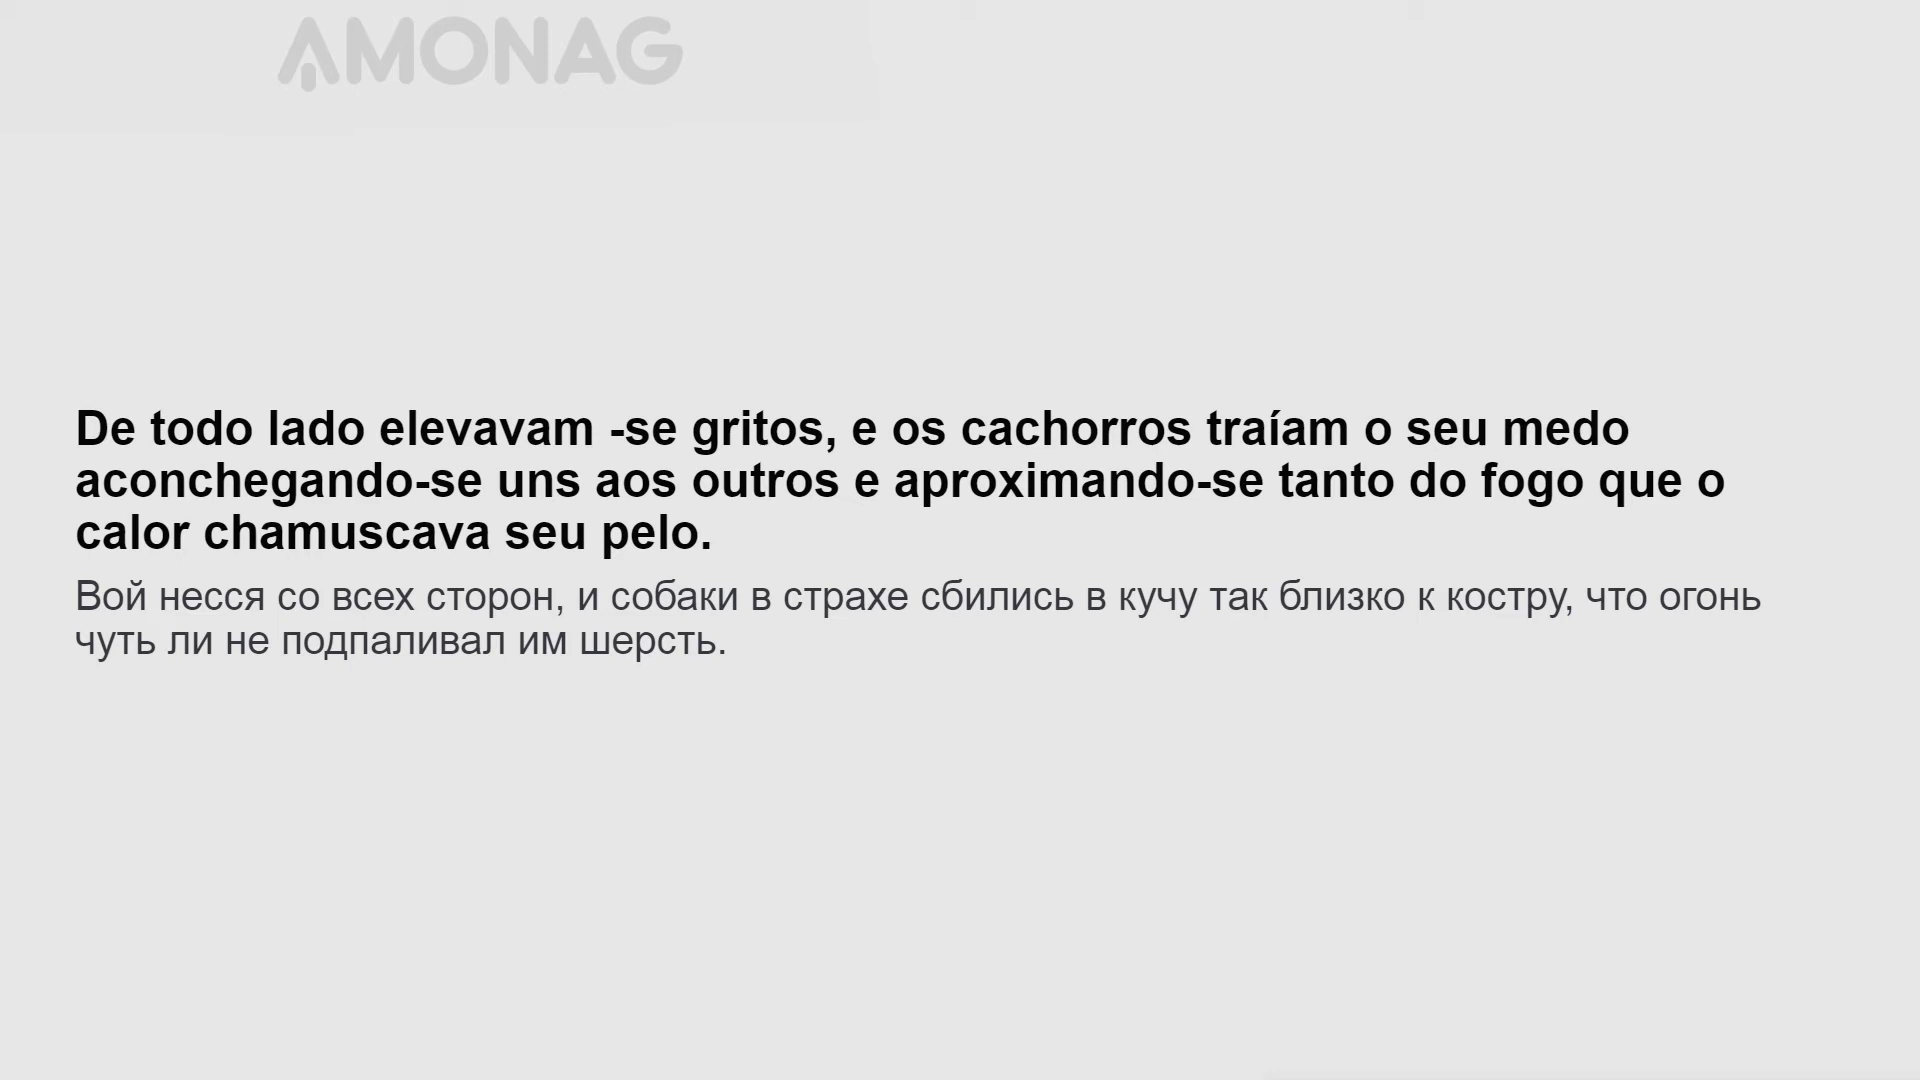 AMONAG
De todo lado elevavam -se gritos, e os cachorros traíam o seu medo
aconchegando-se uns aos outros e aproximando-se tanto do fogo que o
calor chamuscava seu pelo.
Вой несся со всех сторон, и собаки в страхе сбились в кучу так близко к костру, что огонь
чуть ли не подпаливал им шерсть.